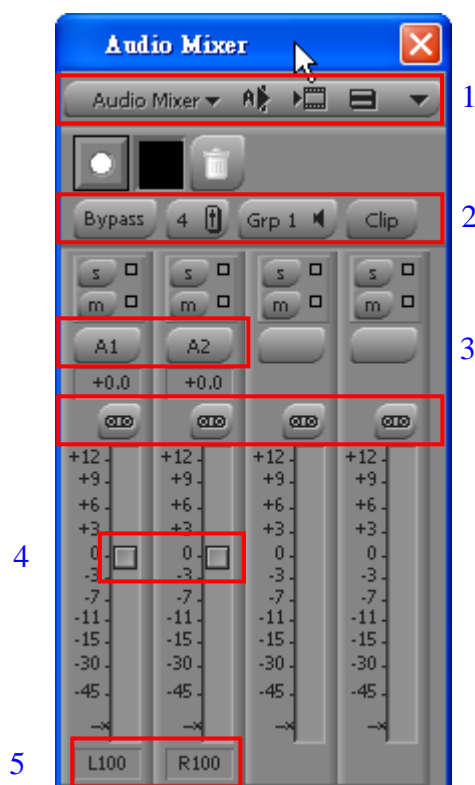 Audio Mixer
Audio Mixer
1
Bypass 4 Grp 1 Clip
2
s s s s
m m m m
A1 A2
3
+0.0 +0.0
+12 +12 +12 +12
+9 +9 +9 +9
+6 +6 +6 +6
+3 +3 +3 +3
0 0 0 0
4
-3 -3 -3 -3
-7 -7 -7 -7
-11 -11 -11 -11
-15 -15 -15 -15
-30 -30 -30 -30
-45 -45 -45 -45
-∞ -∞ -∞ -∞
L100 R100
5